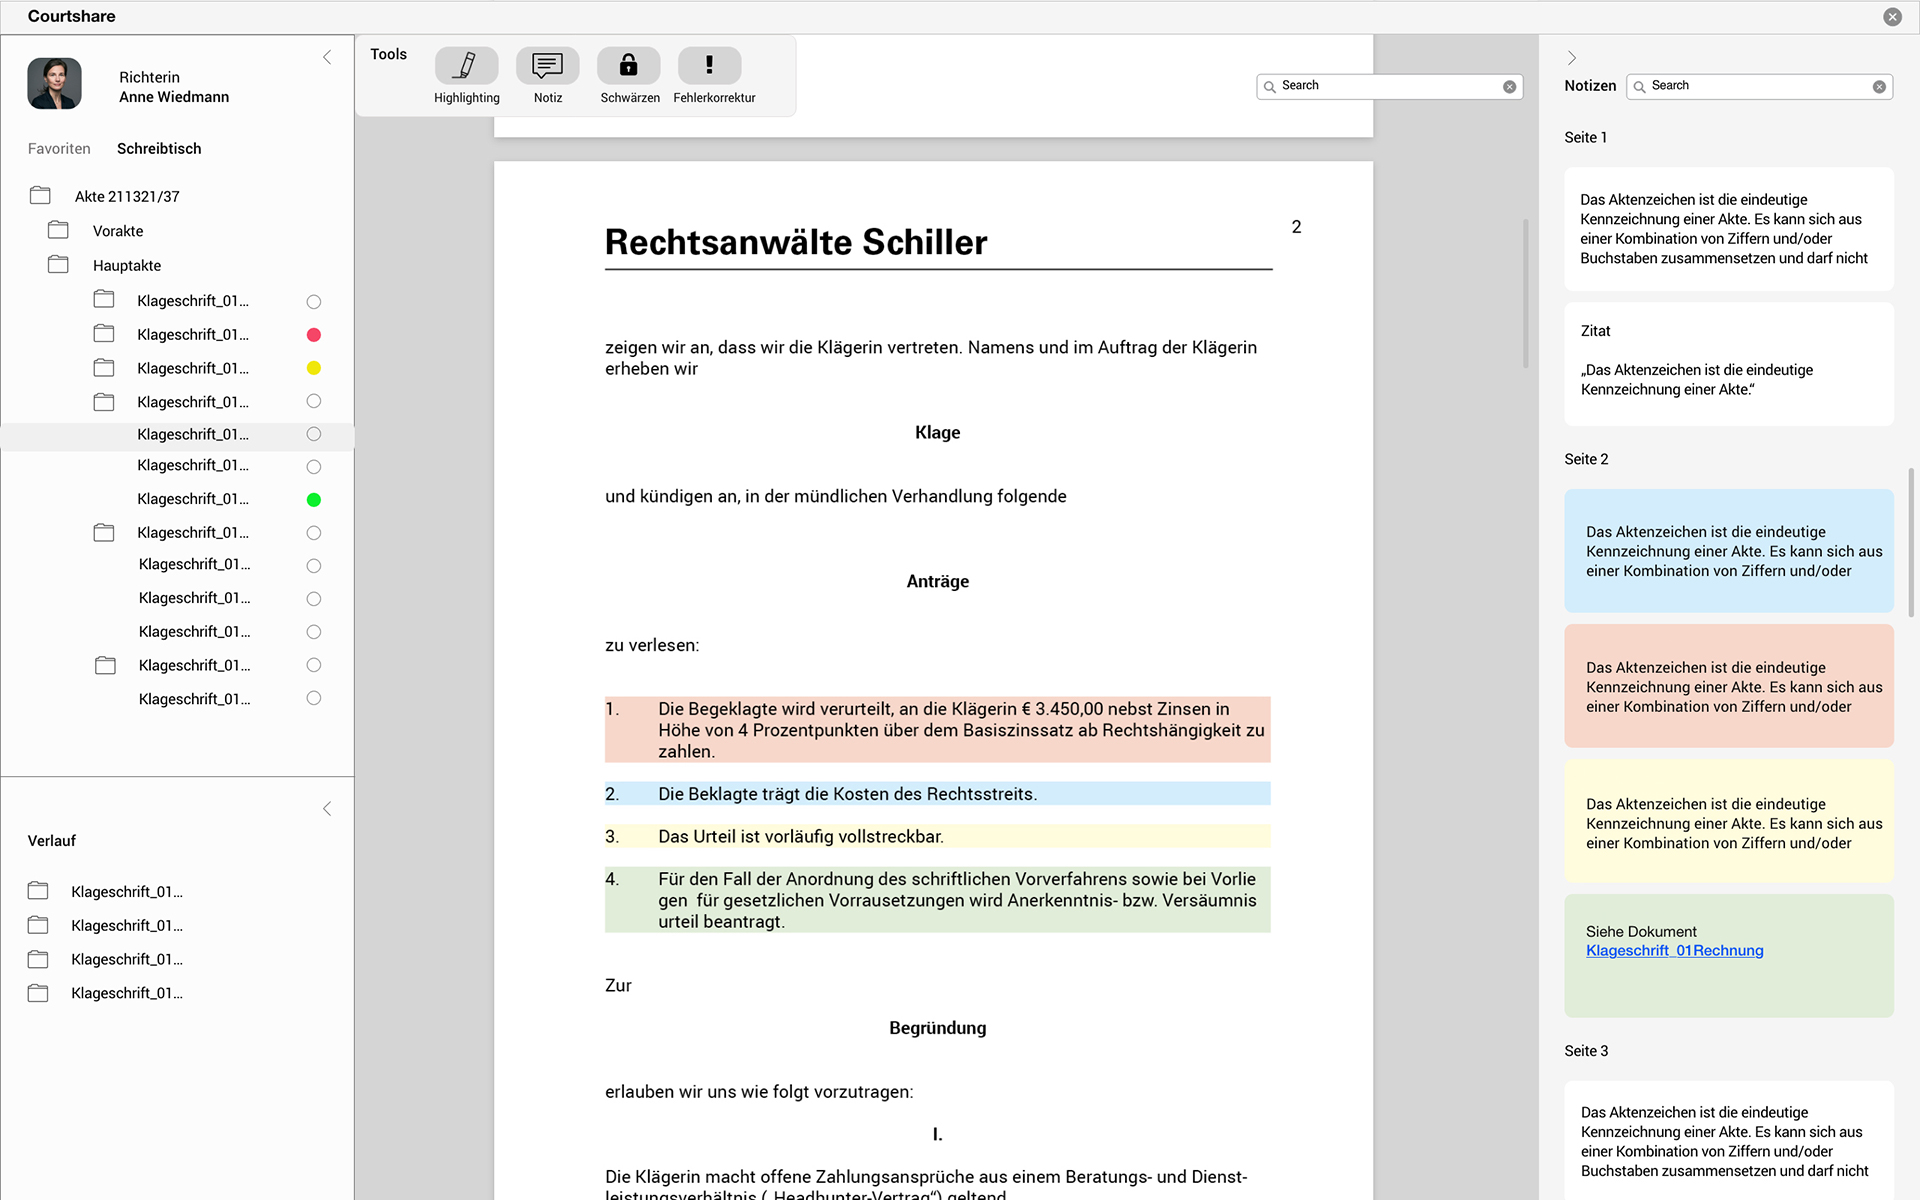 Courtshare
Richterin
Anne Wiedmann
Favoriten
Schreibtisch
Akte 211321/37
Vorakte
Hauptakte
Klageschrift_01...
Klageschrift_01...
Klageschrift_01...
Klageschrift_01...
Klageschrift_01...
Klageschrift_01...
Klageschrift_01...
Klageschrift_01...
Klageschrift_01...
Klageschrift_01...
Klageschrift_01...
Klageschrift_01...
Klageschrift_01...
Verlauf
Klageschrift_01...
Klageschrift_01...
Klageschrift_01...
Klageschrift_01...
Tools
Highlighting
Notiz
Schwärzen
Fehlerkorrektur
Search
2
Rechtsanwälte Schiller
zeigen wir an, dass wir die Klägerin vertreten. Namens und im Auftrag der Klägerin
erheben wir
Klage
und kündigen an, in der mündlichen Verhandlung folgende
Anträge
zu verlesen:
1. Die Begeklagte wird verurteilt, an die Klägerin € 3.450,00 nebst Zinsen in
Höhe von 4 Prozentpunkten über dem Basiszinssatz ab Rechtshängigkeit zu
zahlen.
2. Die Beklagte trägt die Kosten des Rechtsstreits.
3. Das Urteil ist vorläufig vollstreckbar.
4. Für den Fall der Anordnung des schriftlichen Vorverfahrens sowie bei Vorlie
gen für gesetzlichen Vorrausetzungen wird Anerkenntnis- bzw. Versäumnis
urteil beantragt.
Zur
Begründung
erlauben wir uns wie folgt vorzutragen:
I.
Die Klägerin macht offene Zahlungsansprüche aus einem Beratungs- und Dienst-
leistungsverhältnis („Headhunter-Vertrag“) geltend
Notizen
Search
Seite 1
Das Aktenzeichen ist die eindeutige
Kennzeichnung einer Akte. Es kann sich aus
einer Kombination von Ziffern und/oder
Buchstaben zusammensetzen und darf nicht
Zitat
„Das Aktenzeichen ist die eindeutige
Kennzeichnung einer Akte.“
Seite 2
Das Aktenzeichen ist die eindeutige
Kennzeichnung einer Akte. Es kann sich aus
einer Kombination von Ziffern und/oder
Das Aktenzeichen ist die eindeutige
Kennzeichnung einer Akte. Es kann sich aus
einer Kombination von Ziffern und/oder
Das Aktenzeichen ist die eindeutige
Kennzeichnung einer Akte. Es kann sich aus
einer Kombination von Ziffern und/oder
Siehe Dokument
Klageschrift_01Rechnung
Seite 3
Das Aktenzeichen ist die eindeutige
Kennzeichnung einer Akte. Es kann sich aus
einer Kombination von Ziffern und/oder
Buchstaben zusammensetzen und darf nicht